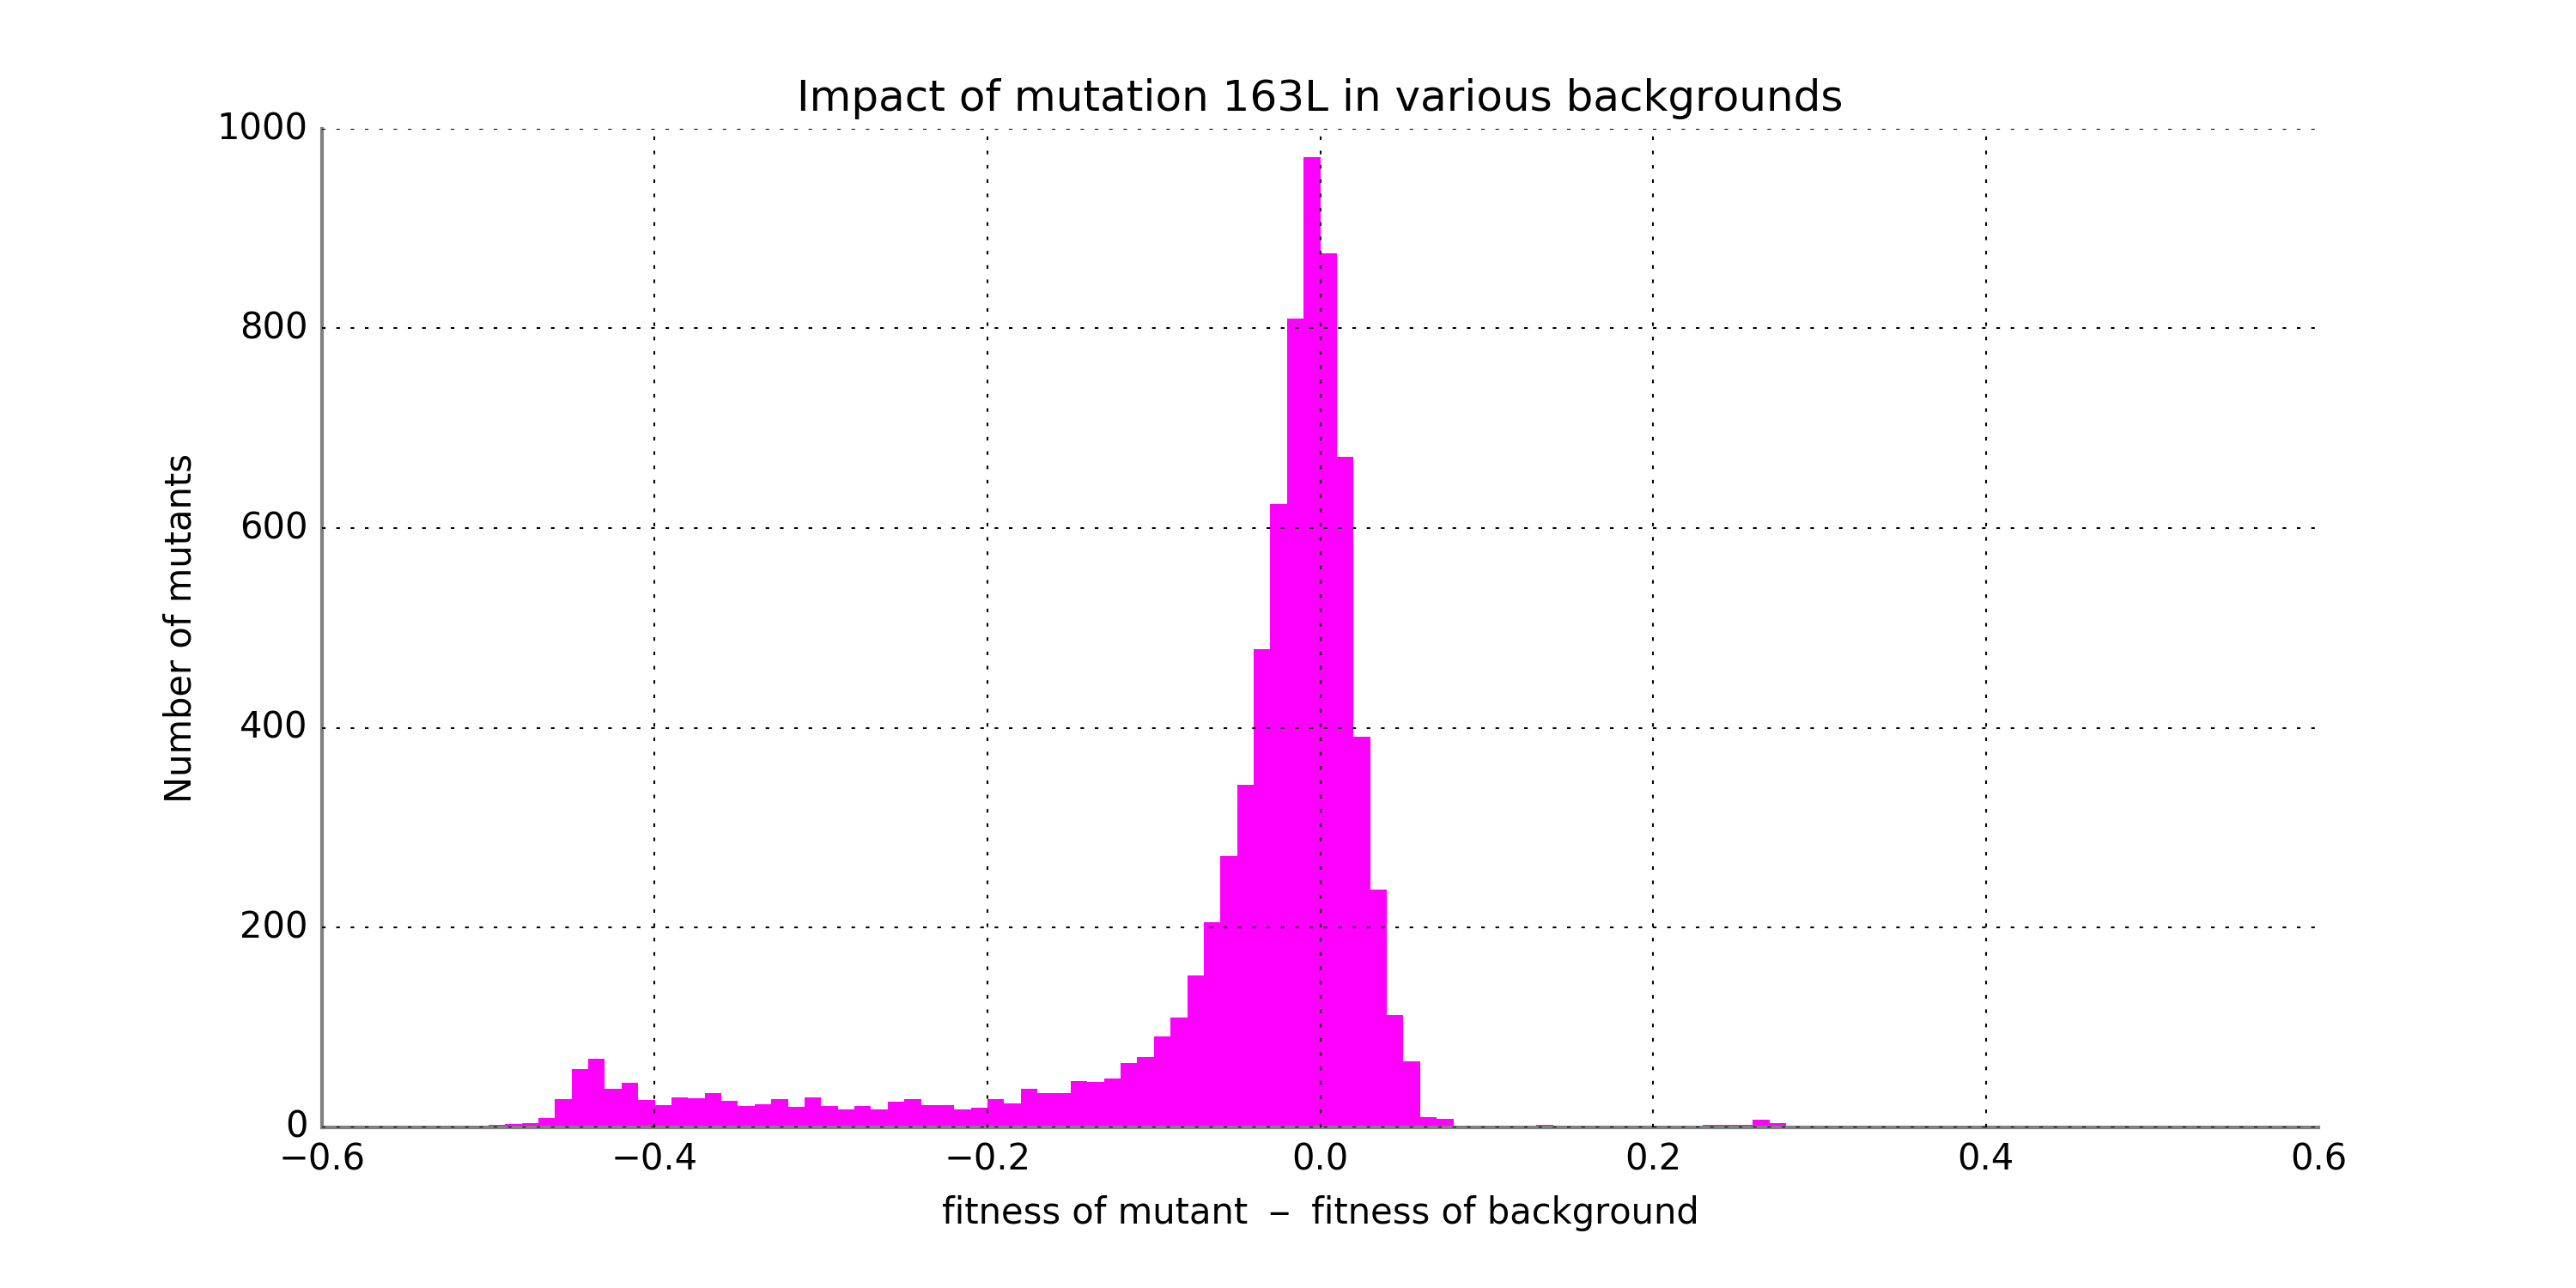 Impact of mutation 163L in various backgrounds
1000
800
600
400
200
0
Number of mutants
−0.6 −0.4 −0.2 0.0 0.2 0.4 0.6
fitness of mutant − fitness of background